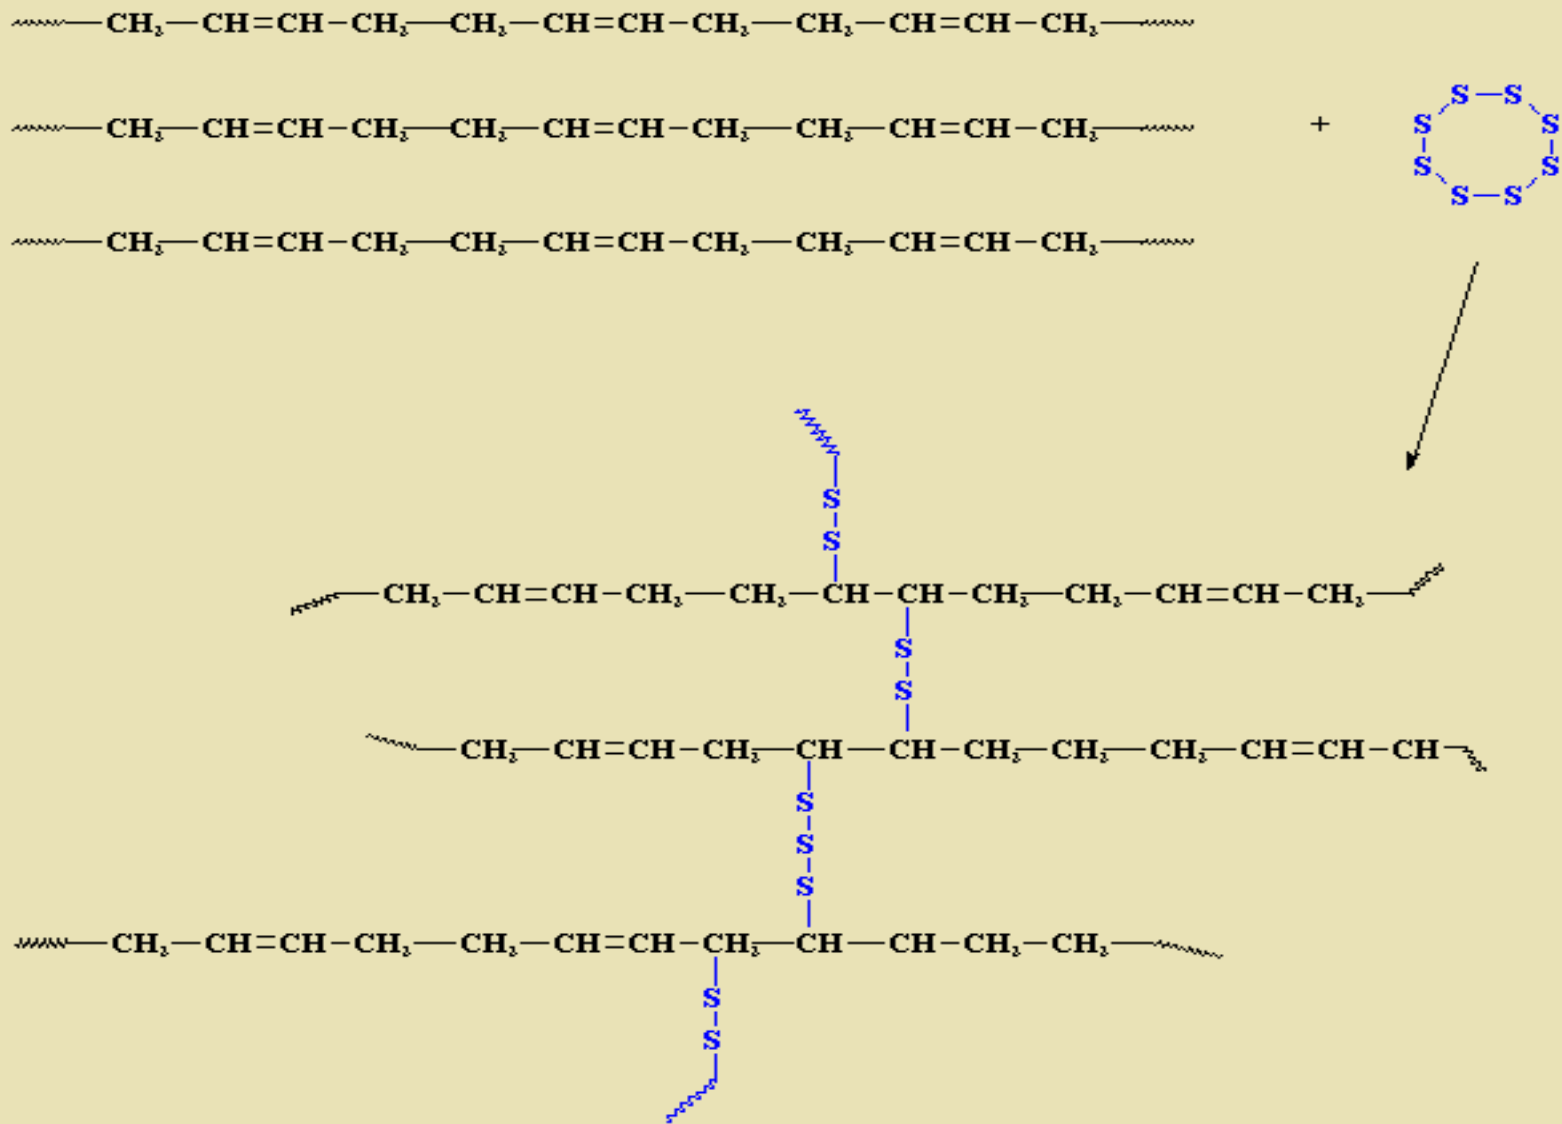 CH₂—CH=CH—CH₂—CH₂—CH=CH—CH₂—CH₂—CH=CH—CH₂
S—S
CH₂—CH=CH—CH₂—CH₂—CH=CH—CH₂—CH₂—CH=CH—CH₂ + S S
S S
S—S
CH₂—CH=CH—CH₂—CH₂—CH=CH—CH₂—CH₂—CH=CH—CH₂
S
S
CH₂—CH=CH—CH₂—CH₂—CH—CH—CH₂—CH₂—CH=CH—CH₂
S
S
CH₂—CH=CH—CH₂—CH—CH—CH₂—CH₂—CH₂—CH=CH—CH
S
S
S
CH₂—CH=CH—CH₂—CH₂—CH=CH—CH₂—CH—CH—CH₂—CH₂
S
S